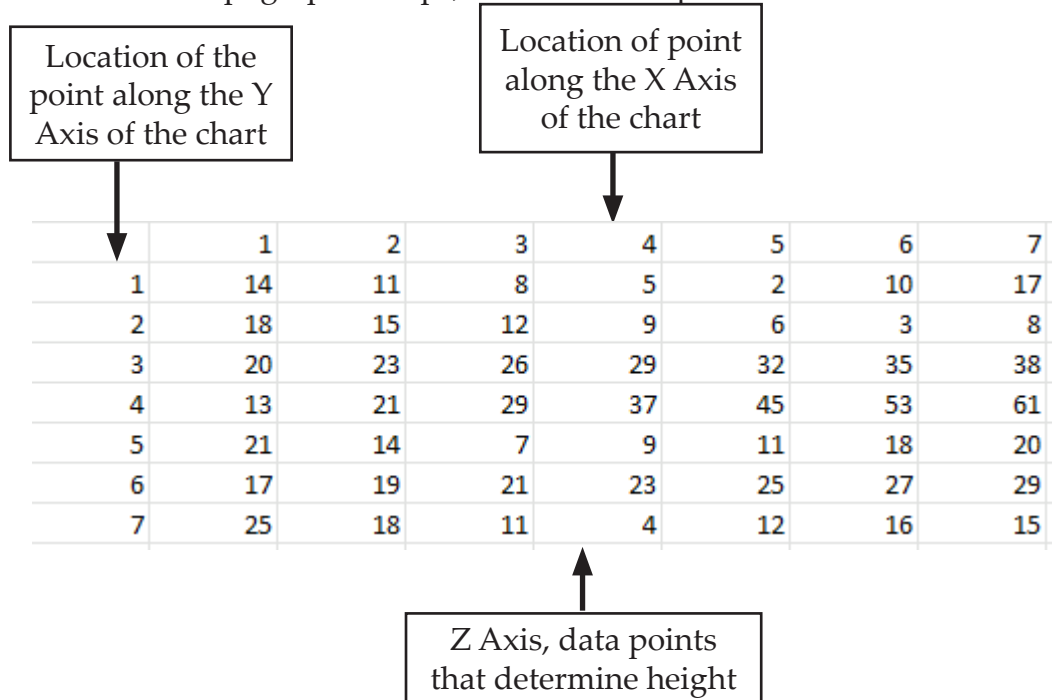 Location of the
point along the Y
Axis of the chart
Location of point
along the X Axis
of the chart
1 2 3 4 5 6 7
1 14 11 8 5 2 10 17
2 18 15 12 9 6 3 8
3 20 23 26 29 32 35 38
4 13 21 29 37 45 53 61
5 21 14 7 9 11 18 20
6 17 19 21 23 25 27 29
7 25 18 11 4 12 16 15
Z Axis, data points
that determine height